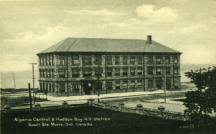 Algoma Central & Hudson Bay R.R. Station
Sault Ste. Marie, Ont. Canada.